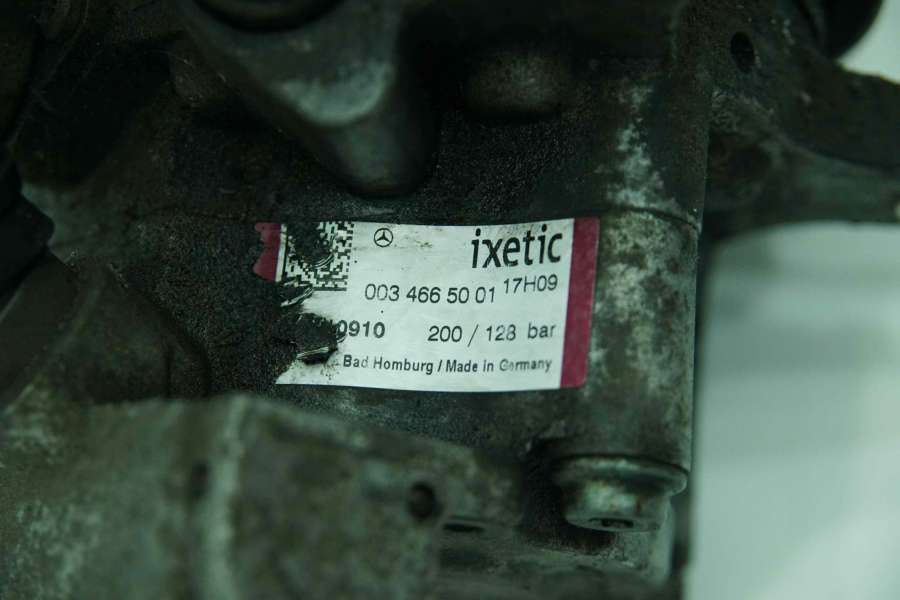 ixetic
003 466 50 01 17H09
0910 200 / 128 bar
Bad Homburg / Made in Germany